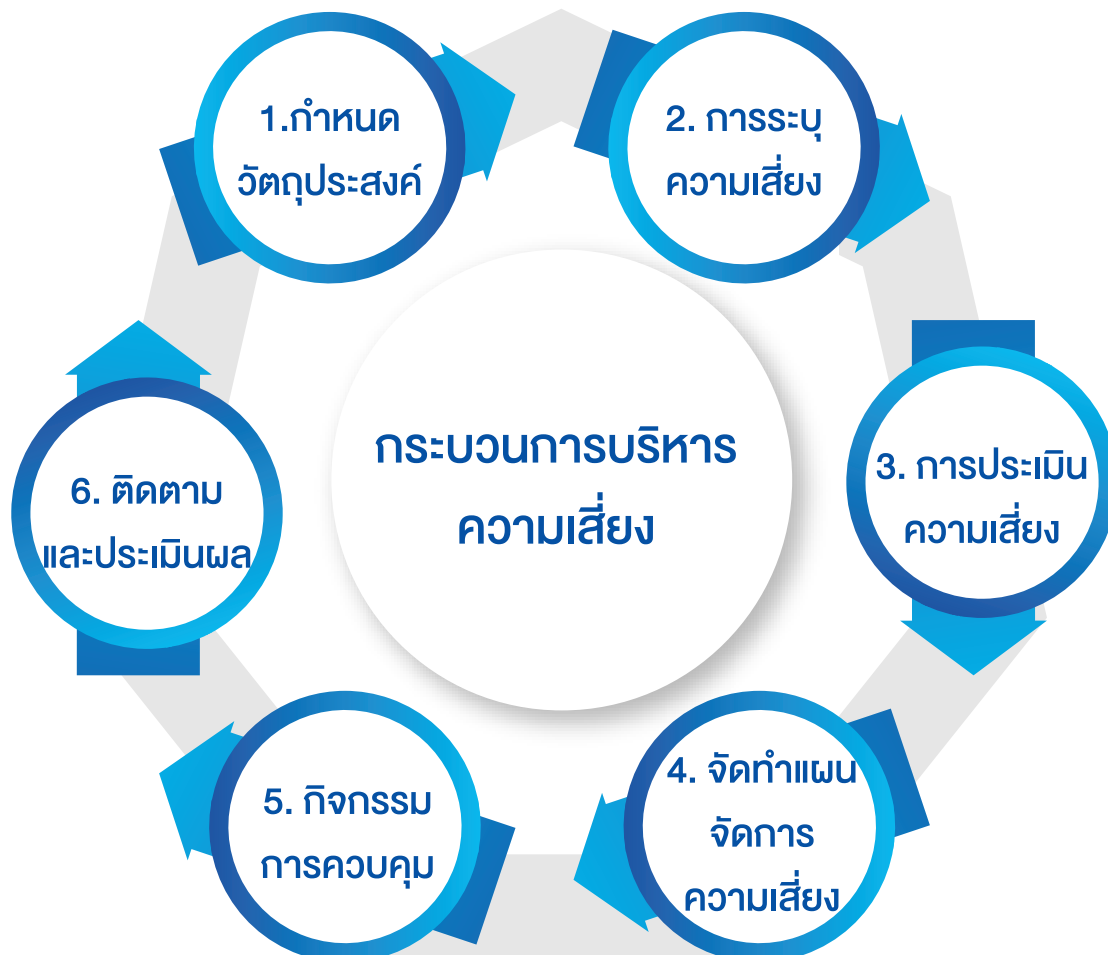 1.กำหนด
วัตถุประสงค์
2. การระบุ
ความเสี่ยง
3. การประเมิน
ความเสี่ยง
4. จัดทำแผน
จัดการ
ความเสี่ยง
5. กิจกรรม
การควบคุม
6. ติดตาม
และประเมินผล
กระบวนการบริหาร
ความเสี่ยง